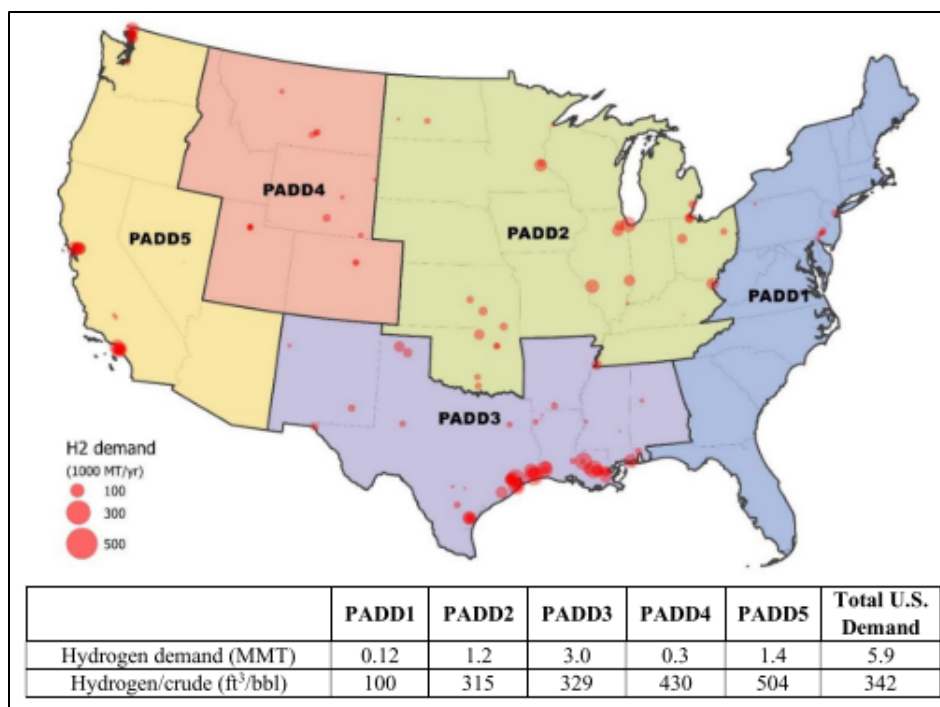 PADD4
PADD5
PADD2
PADD1
PADD3
H2 demand
(1000 MT/yr)
100
300
500
PADD1 PADD2 PADD3 PADD4 PADD5 Total U.S.
Demand
Hydrogen demand (MMT) 0.12 1.2 3.0 0.3 1.4 5.9
Hydrogen/crude (ft³/bbl) 100 315 329 430 504 342